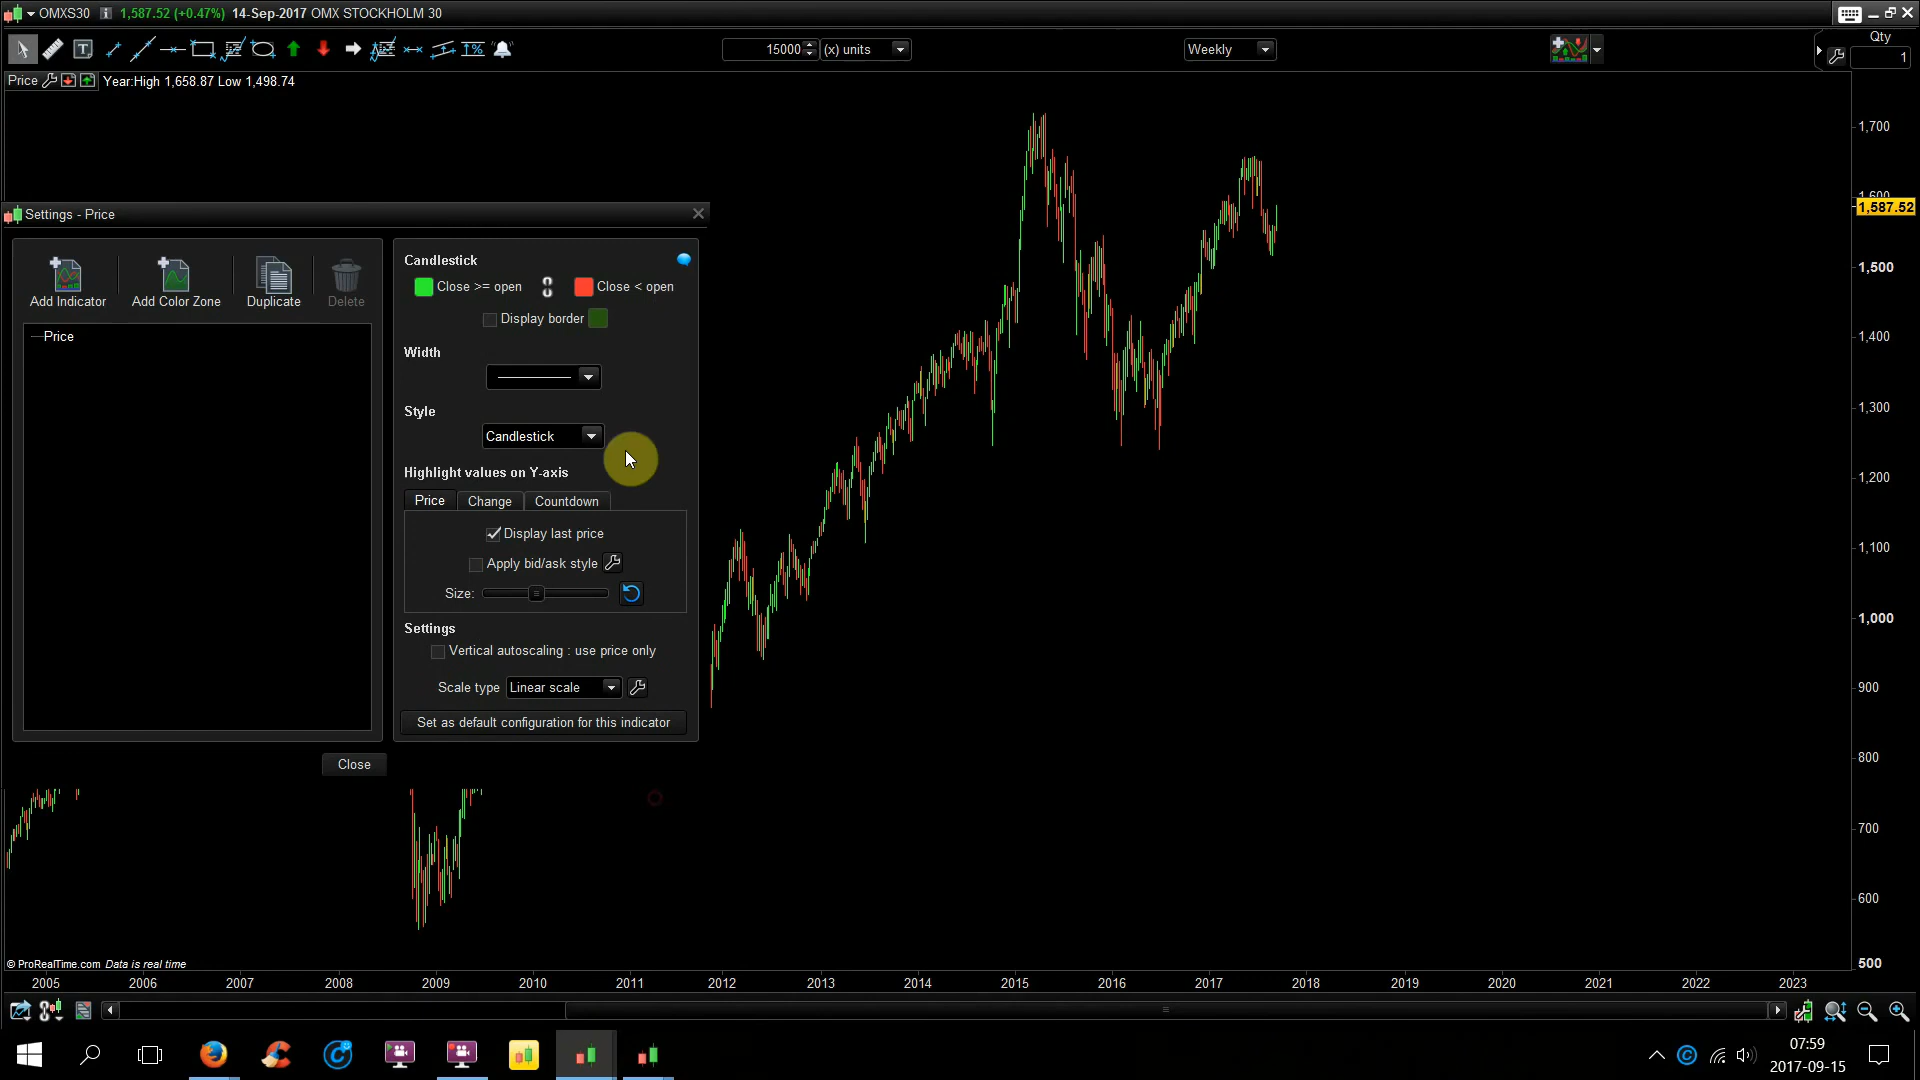 OMXS30 1,587.52 (+0.47%) 14-Sep-2017 OMX STOCKHOLM 30
15000 (x) units Weekly Qty
1
Price Year:High 1,658.87 Low 1,498.74
Settings - Price
Add Indicator Add Color Zone Duplicate Delete
Price
Candlestick
Close >= open Close < open
Display border
Width
Style
Candlestick
Highlight values on Y-axis
Price Change Countdown
Display last price
Apply bid/ask style
Size:
Settings
Vertical autoscaling : use price only
Scale type Linear scale
Set as default configuration for this indicator
Close
1,700
1,600
1,587.52
1,500
1,400
1,300
1,200
1,100
1,000
900
800
700
600
500
© ProRealTime.com Data is real time
2005 2006 2007 2008 2009 2010 2011 2012 2013 2014 2015 2016 2017 2018 2019 2020 2021 2022 2023
07:59
2017-09-15